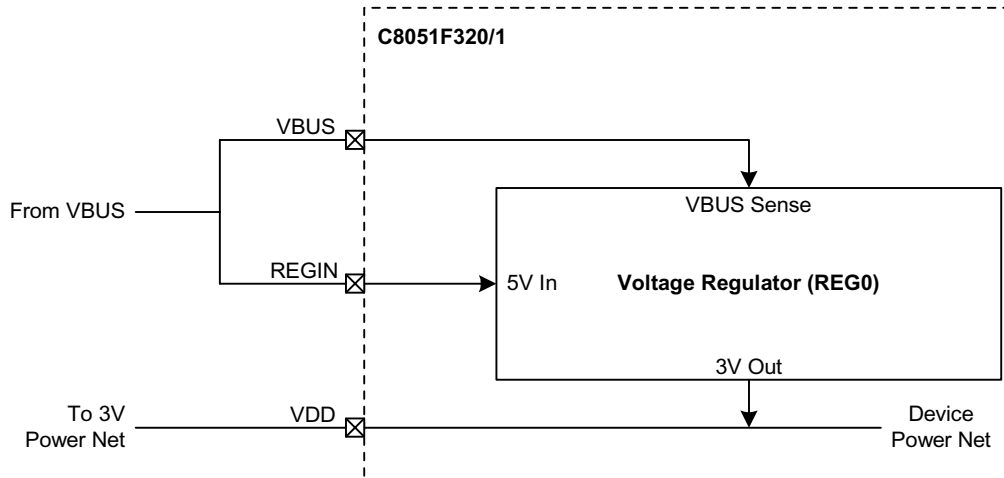 C8051F320/1
VBUS
From VBUS
VBUS Sense
REGIN
5V In
Voltage Regulator (REG0)
3V Out
To 3V
Power Net
VDD
Device
Power Net